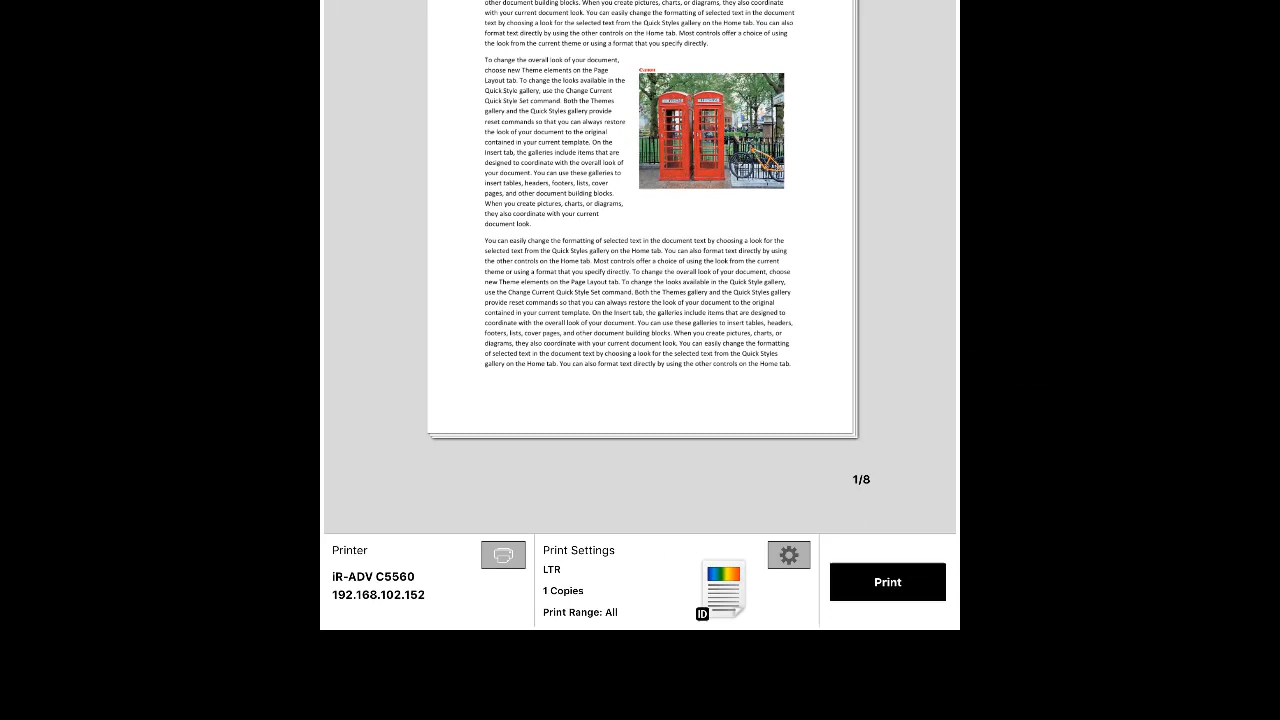 other document building blocks. When you create pictures, charts, or diagrams, they also coordinate
with your current document look. You can easily change the formatting of selected text in the document
text by choosing a look for the selected text from the Quick Styles gallery on the Home tab. You can also
format text directly by using the other controls on the Home tab. Most controls offer a choice of using
the look from the current theme or using a format that you specify directly.
To change the overall look of your document,
choose new Theme elements on the Page
Layout tab. To change the looks available in the
Quick Style gallery, use the Change Current
Quick Style Set command. Both the Themes
gallery and the Quick Styles gallery provide
reset commands so that you can always restore
the look of your document to the original
contained in your current template. On the
Insert tab, the galleries include items that are
designed to coordinate with the overall look of
your document. You can use these galleries to
insert tables, headers, footers, lists, cover
pages, and other document building blocks.
When you create pictures, charts, or diagrams,
they also coordinate with your current
document look.
Canon
You can easily change the formatting of selected text in the document text by choosing a look for the
selected text from the Quick Styles gallery on the Home tab. You can also format text directly by using
the other controls on the Home tab. Most controls offer a choice of using the look from the current
theme or using a format that you specify directly. To change the overall look of your document, choose
new Theme elements on the Page Layout tab. To change the looks available in the Quick Style gallery,
use the Change Current Quick Style Set command. Both the Themes gallery and the Quick Styles gallery
provide reset commands so that you can always restore the look of your document to the original
contained in your current template. On the Insert tab, the galleries include items that are designed to
coordinate with the overall look of your document. You can use these galleries to insert tables, headers,
footers, lists, cover pages, and other document building blocks. When you create pictures, charts, or
diagrams, they also coordinate with your current document look. You can easily change the formatting
of selected text in the document text by choosing a look for the selected text from the Quick Styles
gallery on the Home tab. You can also format text directly by using the other controls on the Home tab.
1/8
Printer
iR-ADV C5560
192.168.102.152
Print Settings
LTR
1 Copies
Print Range: All
ID
Print